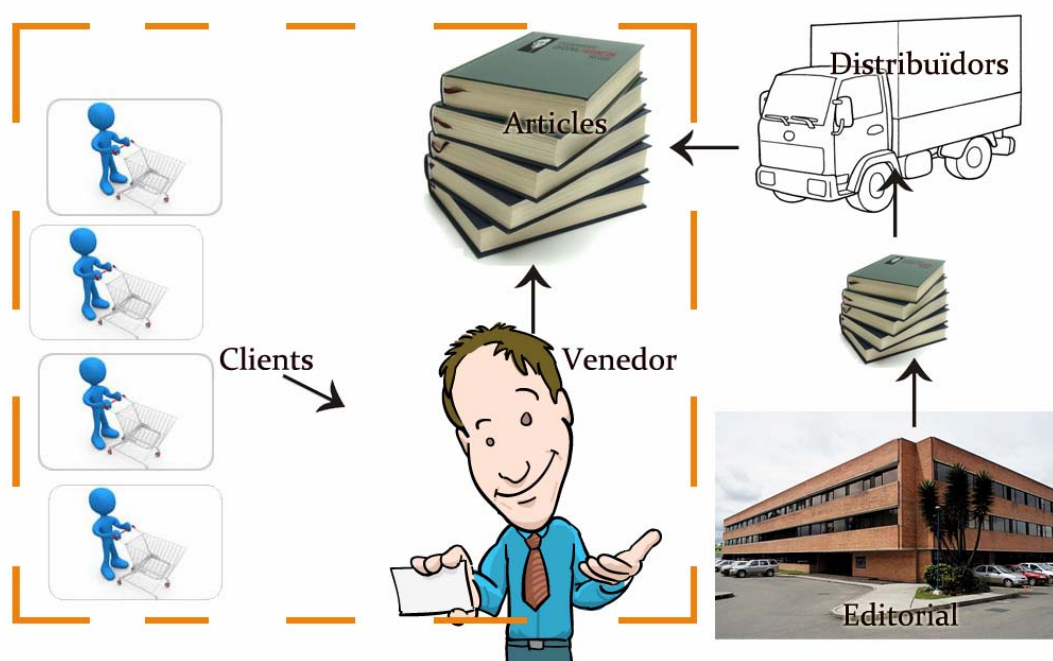 Articles
Distribuïdors
Clients
Venedor
Editorial